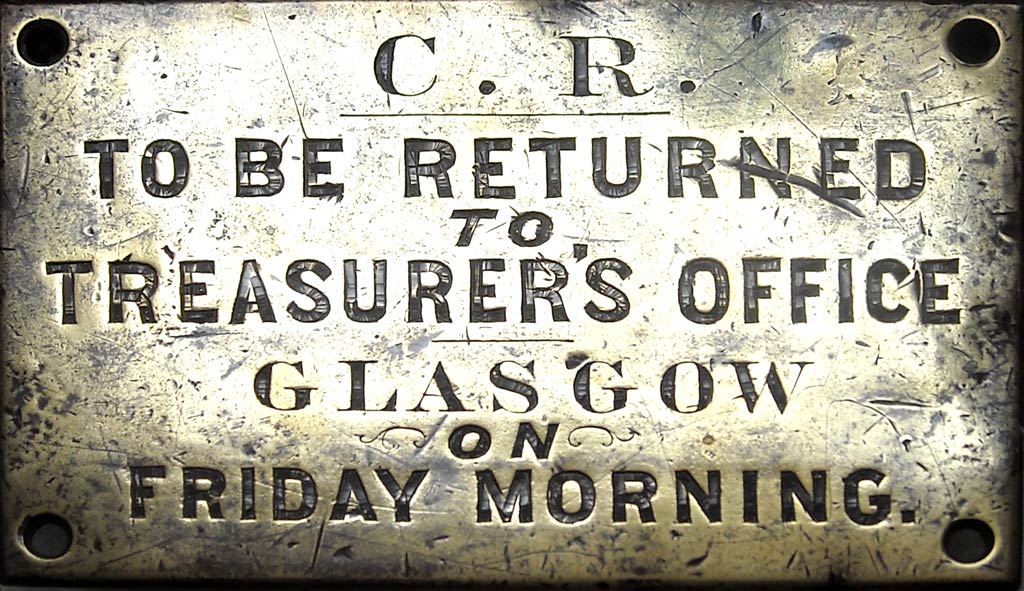 C. R.
TO BE RETURNED
TO,
TREASURER'S OFFICE
GLASGOW
ON
FRIDAY MORNING.